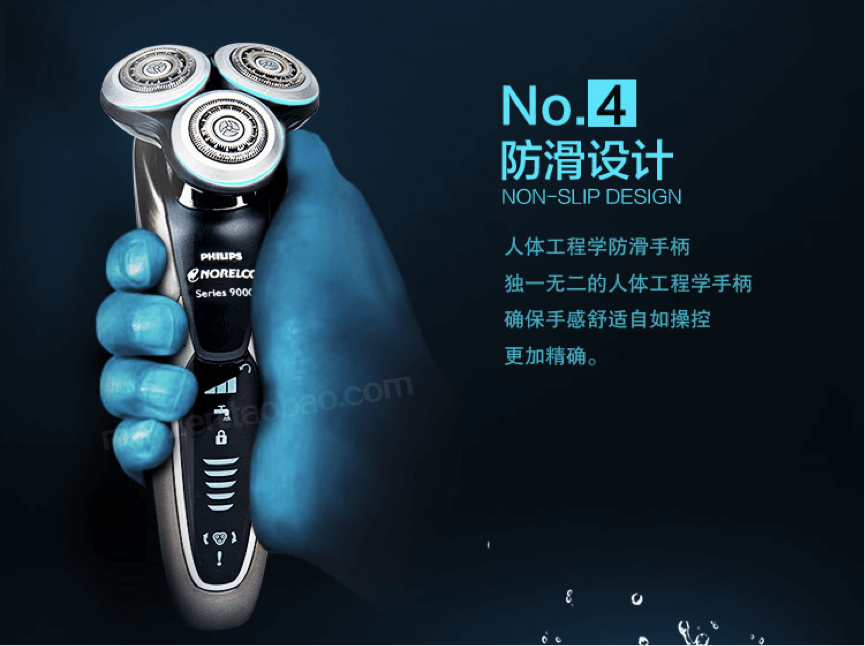 No.4
防滑设计
NON-SLIP DESIGN
人体工程学防滑手柄
独一无二的人体工程学手柄
确保手感舒适自如操控
更加精确。
PHILIPS
NORELCO
Series 9000
taobao.com